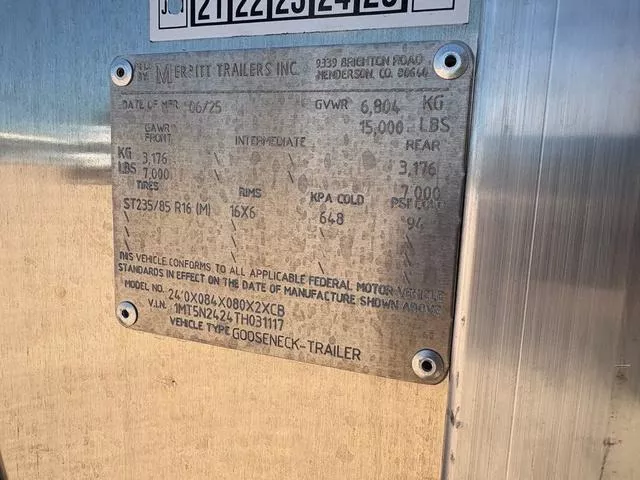 21 22 23 24 25
MFG. BY MERRITT TRAILERS INC.
9339 BRIGHTON ROAD
HENDERSON, CO. 80640
DATE OF MFR 06/25 GVWR 6,804 KG
15,000 LBS
GAWR FRONT INTERMEDIATE REAR
KG 3,176 \ \ 3,176
LBS 7,000 \ \ 7,000
TIRES RIMS KPA COLD PSI COLD
ST235/85 R16 (M) 16X6 648 94
\ \ \ \
\ \ \ \
THIS VEHICLE CONFORMS TO ALL APPLICABLE FEDERAL MOTOR VEHICLE
STANDARDS IN EFFECT ON THE DATE OF MANUFACTURE SHOWN ABOVE
MODEL NO. 24'0X084X080X2XCB
V.I.N. 1MT5N2424TH031117
VEHICLE TYPE GOOSENECK-TRAILER